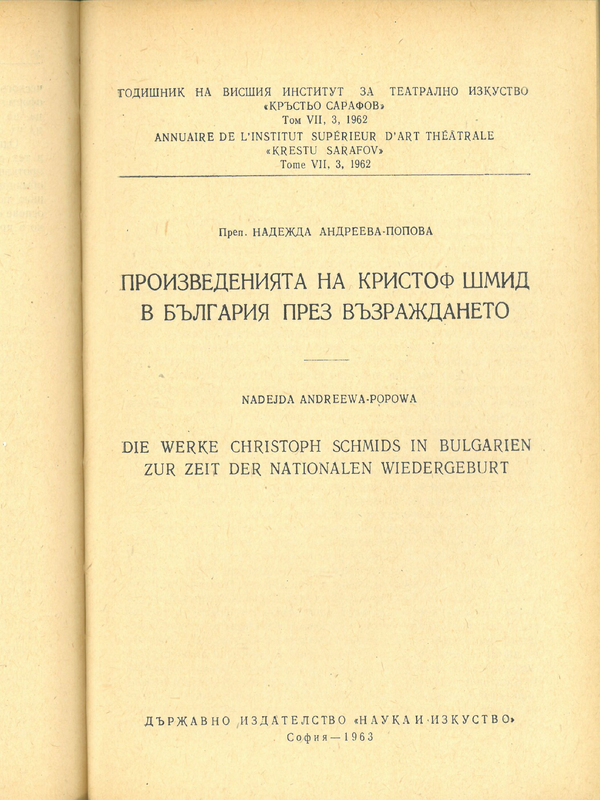 ГОДИШНИК НА ВИСШИЯ ИНСТИТУТ ЗА ТЕАТРАЛНО ИЗКУСТВО
«КРЪСТЬО САРАФОВ»
Том VII, 3, 1962
ANNUAIRE DE L'INSTITUT SUPÉRIEUR D'ART THÉÂTRALE
«KRESTU SARAFOV»
Tome VII, 3, 1962
Преп. НАДЕЖДА АНДРЕЕВА-ПОПОВА
ПРОИЗВЕДЕНИЯТА НА КРИСТОФ ШМИД
В БЪЛГАРИЯ ПРЕЗ ВЪЗРАЖДАНЕТО
NADEJDA ANDREEWA-POPOWA
DIE WERKE CHRISTOPH SCHMIDS IN BULGARIEN
ZUR ZEIT DER NATIONALEN WIEDERGEBURT
ДЪРЖАВНО ИЗДАТЕЛСТВО «НАУКА И ИЗКУСТВО»
София — 1963